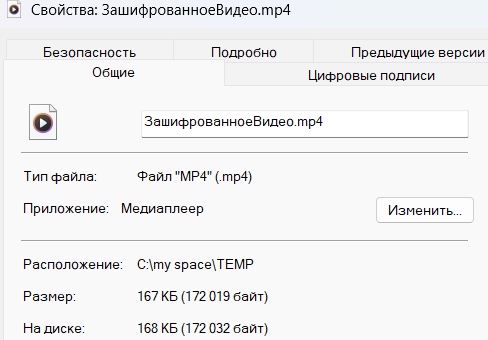 Свойства: ЗашифрованноеВидео.mp4
Безопасность Подробно Предыдущие версии
Общие Цифровые подписи
ЗашифрованноеВидео.mp4
Тип файла: Файл "MP4" (.mp4)
Приложение: Медиаплеер Изменить...
Расположение: C:\my space\TEMP
Размер: 167 КБ (172 019 байт)
На диске: 168 КБ (172 032 байт)